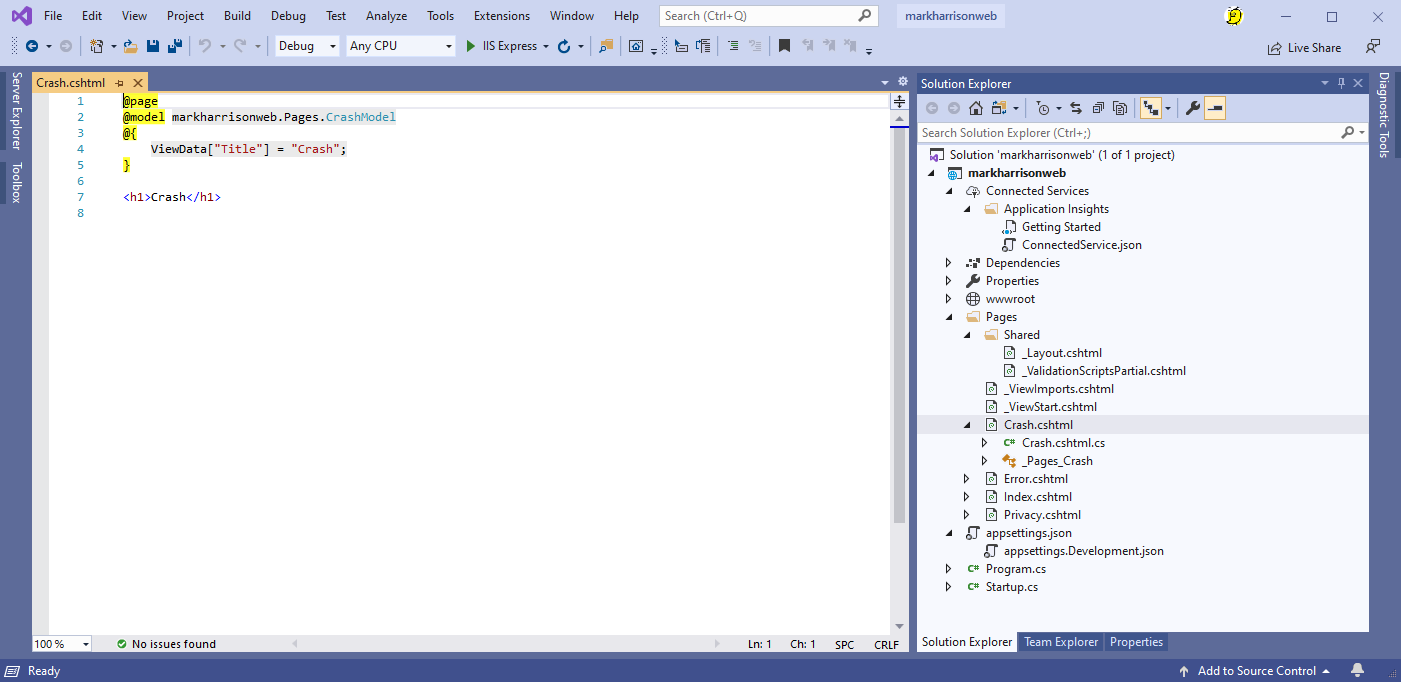 File Edit View Project Build Debug Test Analyze Tools Extensions Window Help Search (Ctrl+Q) markharrisonweb
Debug Any CPU IIS Express Live Share
Server Explorer
Toolbox
Crash.cshtml
1 @page
2 @model markharrisonweb.Pages.CrashModel
3 @{
4 ViewData["Title"] = "Crash";
5 }
6
7 <h1>Crash</h1>
8
100 % No issues found Ln: 1 Ch: 1 SPC CRLF
Solution Explorer
Search Solution Explorer (Ctrl+;)
Solution 'markharrisonweb' (1 of 1 project)
markharrisonweb
Connected Services
Application Insights
Getting Started
ConnectedService.json
Dependencies
Properties
wwwroot
Pages
Shared
_Layout.cshtml
_ValidationScriptsPartial.cshtml
_ViewImports.cshtml
_ViewStart.cshtml
Crash.cshtml
C# Crash.cshtml.cs
_Pages_Crash
Error.cshtml
Index.cshtml
Privacy.cshtml
appsettings.json
appsettings.Development.json
C# Program.cs
C# Startup.cs
Solution Explorer Team Explorer Properties
Diagnostic Tools
Ready Add to Source Control